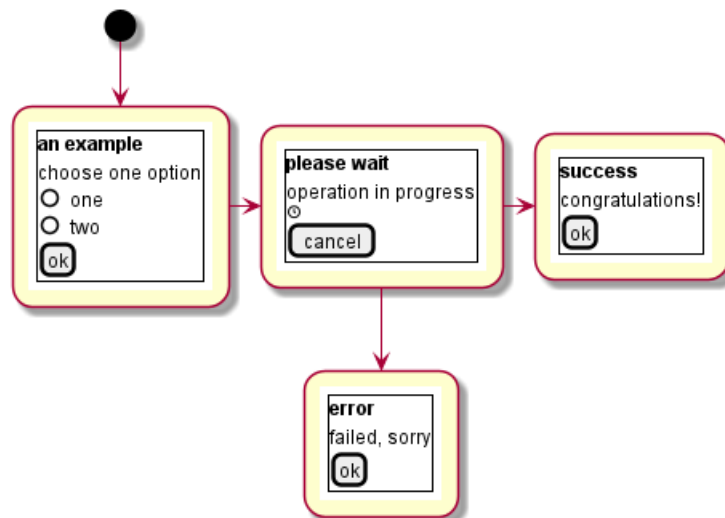 an example
choose one option
one
two
ok
please wait
operation in progress
cancel
success
congratulations!
ok
error
failed, sorry
ok